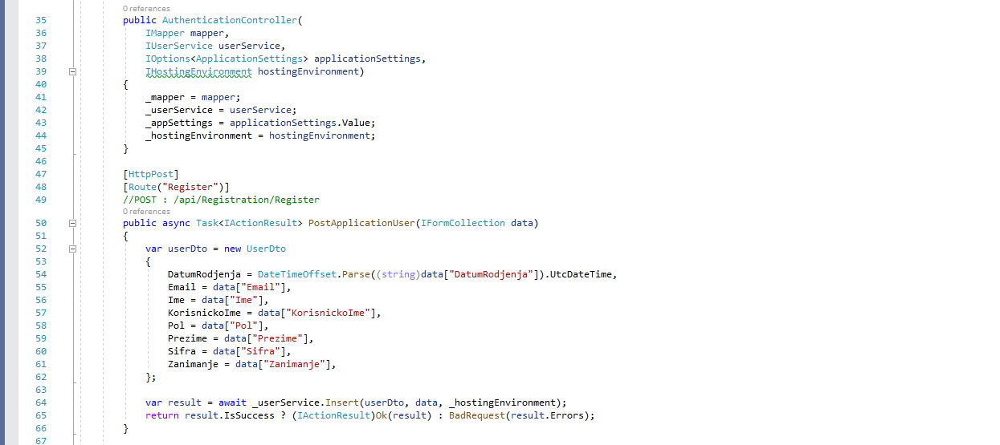 0 references
35 public AuthenticationController(
36 IMapper mapper,
37 IUserService userService,
38 IOptions<ApplicationSettings> applicationSettings,
39 IHostingEnvironment hostingEnvironment)
40 {
41 _mapper = mapper;
42 _userService = userService;
43 _appSettings = applicationSettings.Value;
44 _hostingEnvironment = hostingEnvironment;
45 }
46
47 [HttpPost]
48 [Route("Register")]
49 //POST : /api/Registration/Register
0 references
50 public async Task<IActionResult> PostApplicationUser(IFormCollection data)
51 {
52 var userDto = new UserDto
53 {
54 DatumRodjenja = DateTimeOffset.Parse((string)data["DatumRodjenja"]).UtcDateTime,
55 Email = data["Email"],
56 Ime = data["Ime"],
57 KorisnickoIme = data["KorisnickoIme"],
58 Pol = data["Pol"],
59 Prezime = data["Prezime"],
60 Sifra = data["Sifra"],
61 Zanimanje = data["Zanimanje"],
62 };
63
64 var result = await _userService.Insert(userDto, data, _hostingEnvironment);
65 return result.IsSuccess ? (IActionResult)Ok(result) : BadRequest(result.Errors);
66 }
67